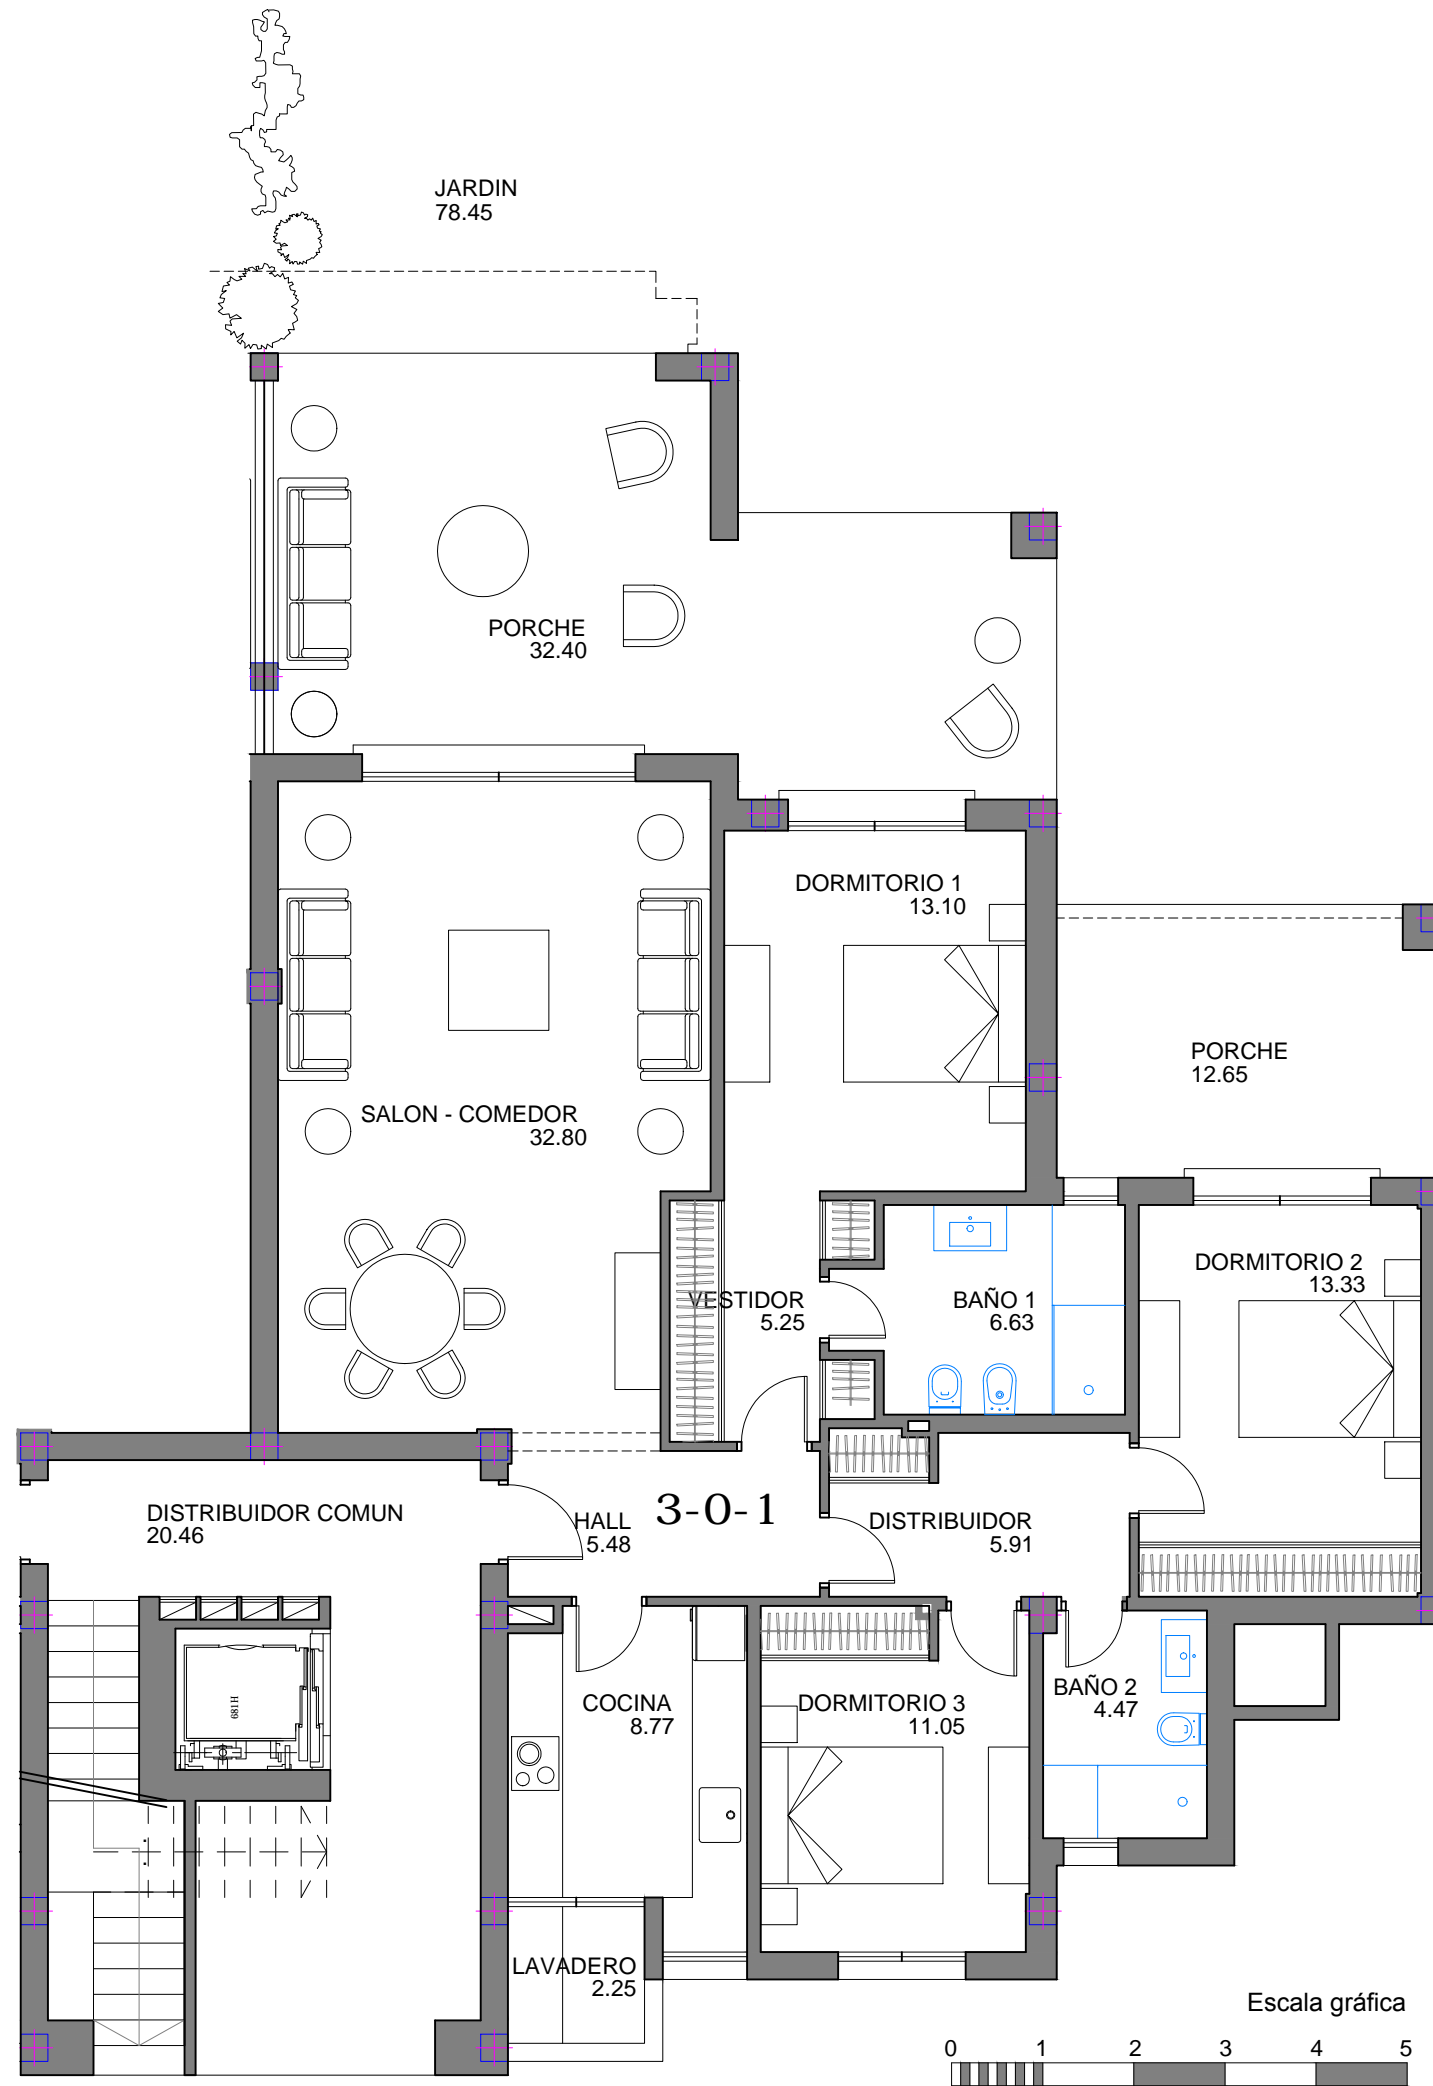 JARDIN
78.45
PORCHE
32.40
DORMITORIO 1
13.10
PORCHE
12.65
SALON - COMEDOR
32.80
DORMITORIO 2
13.33
VESTIDOR
5.25
BAÑO 1
6.63
DISTRIBUIDOR COMUN
20.46
HALL
5.48
3-0-1
DISTRIBUIDOR
5.91
H189
COCINA
8.77
DORMITORIO 3
11.05
BAÑO 2
4.47
LAVADERO
2.25
Escala gráfica
0 1 2 3 4 5